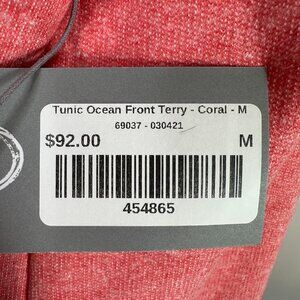 Tunic Ocean Front Terry - Coral - M
69037 - 030421
$92.00 M
454865